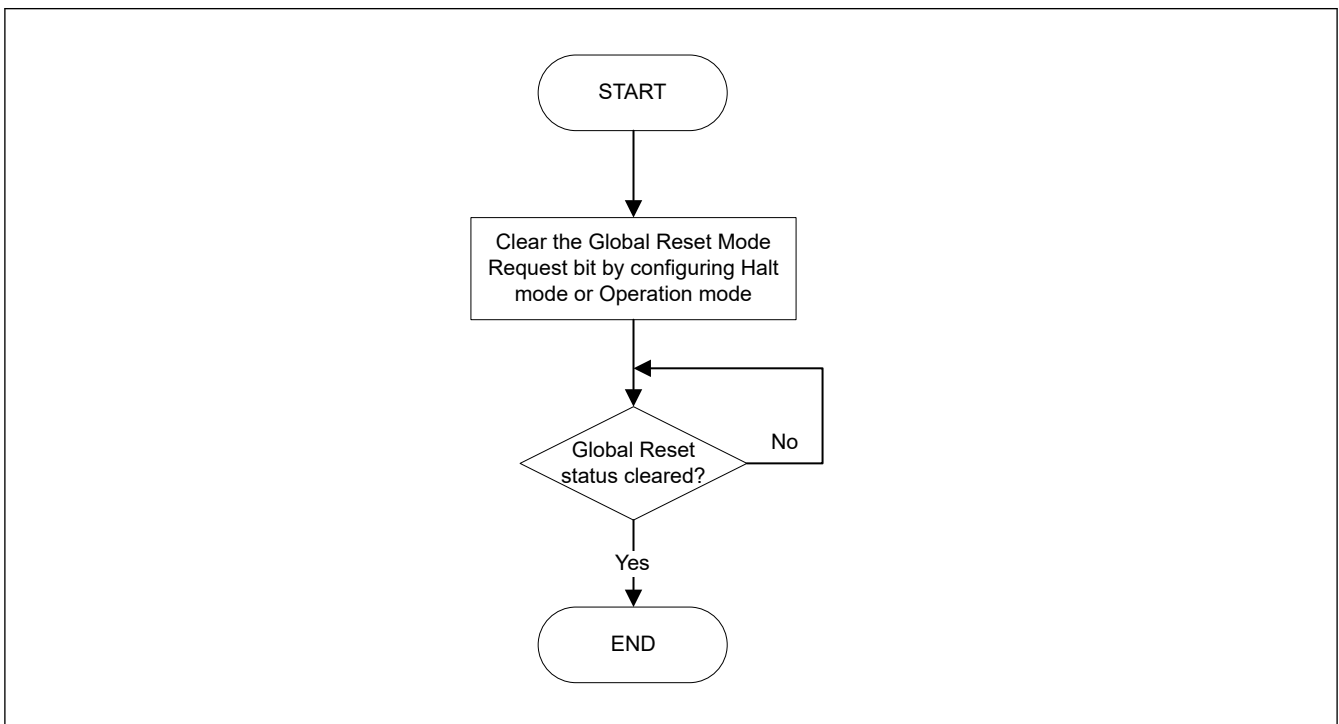 START
Clear the Global Reset Mode
Request bit by configuring Halt
mode or Operation mode
Global Reset
status cleared?
No
Yes
END